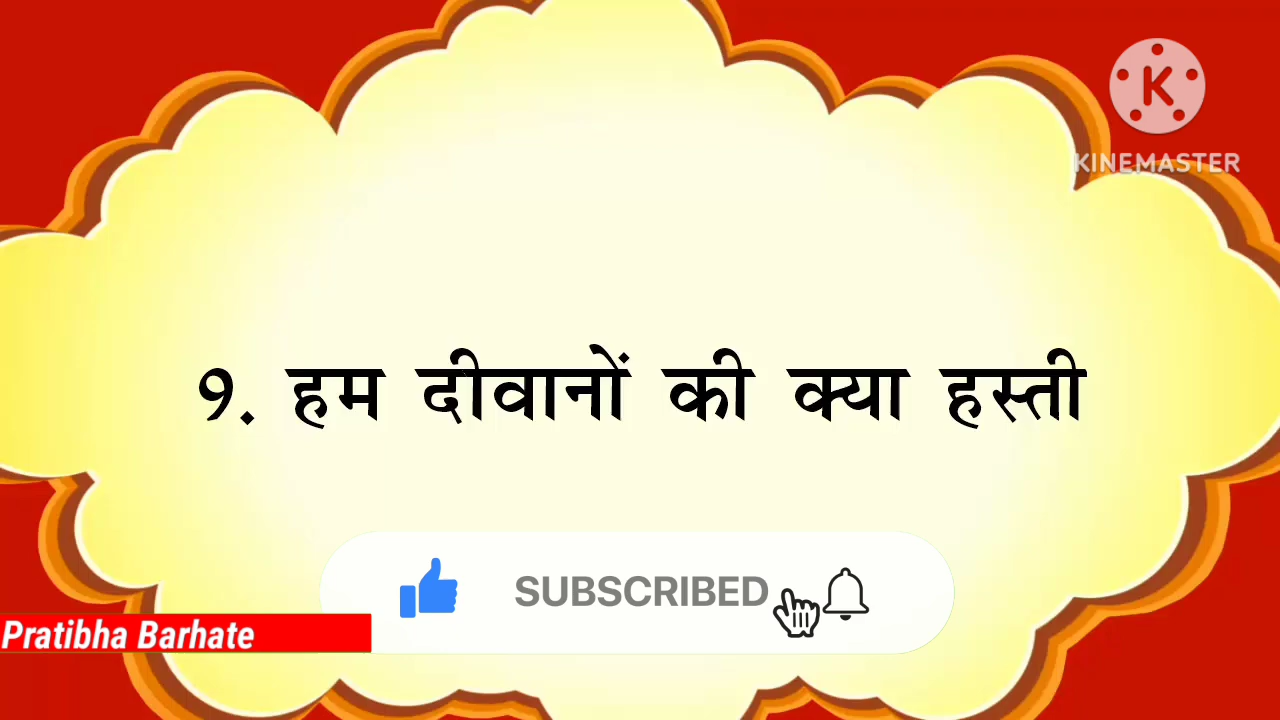 KINEMASTER
9. हम दीवानों की क्या हस्ती
SUBSCRIBED
Pratibha Barhate